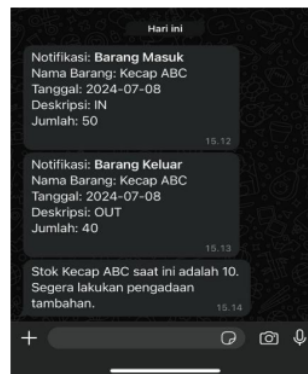 Hari ini
Notifikasi: Barang Masuk
Nama Barang: Kecap ABC
Tanggal: 2024-07-08
Deskripsi: IN
Jumlah: 50
15.12
Notifikasi: Barang Keluar
Nama Barang: Kecap ABC
Tanggal: 2024-07-08
Deskripsi: OUT
Jumlah: 40
15.13
Stok Kecap ABC saat ini adalah 10.
Segera lakukan pengadaan
tambahan.
15.14